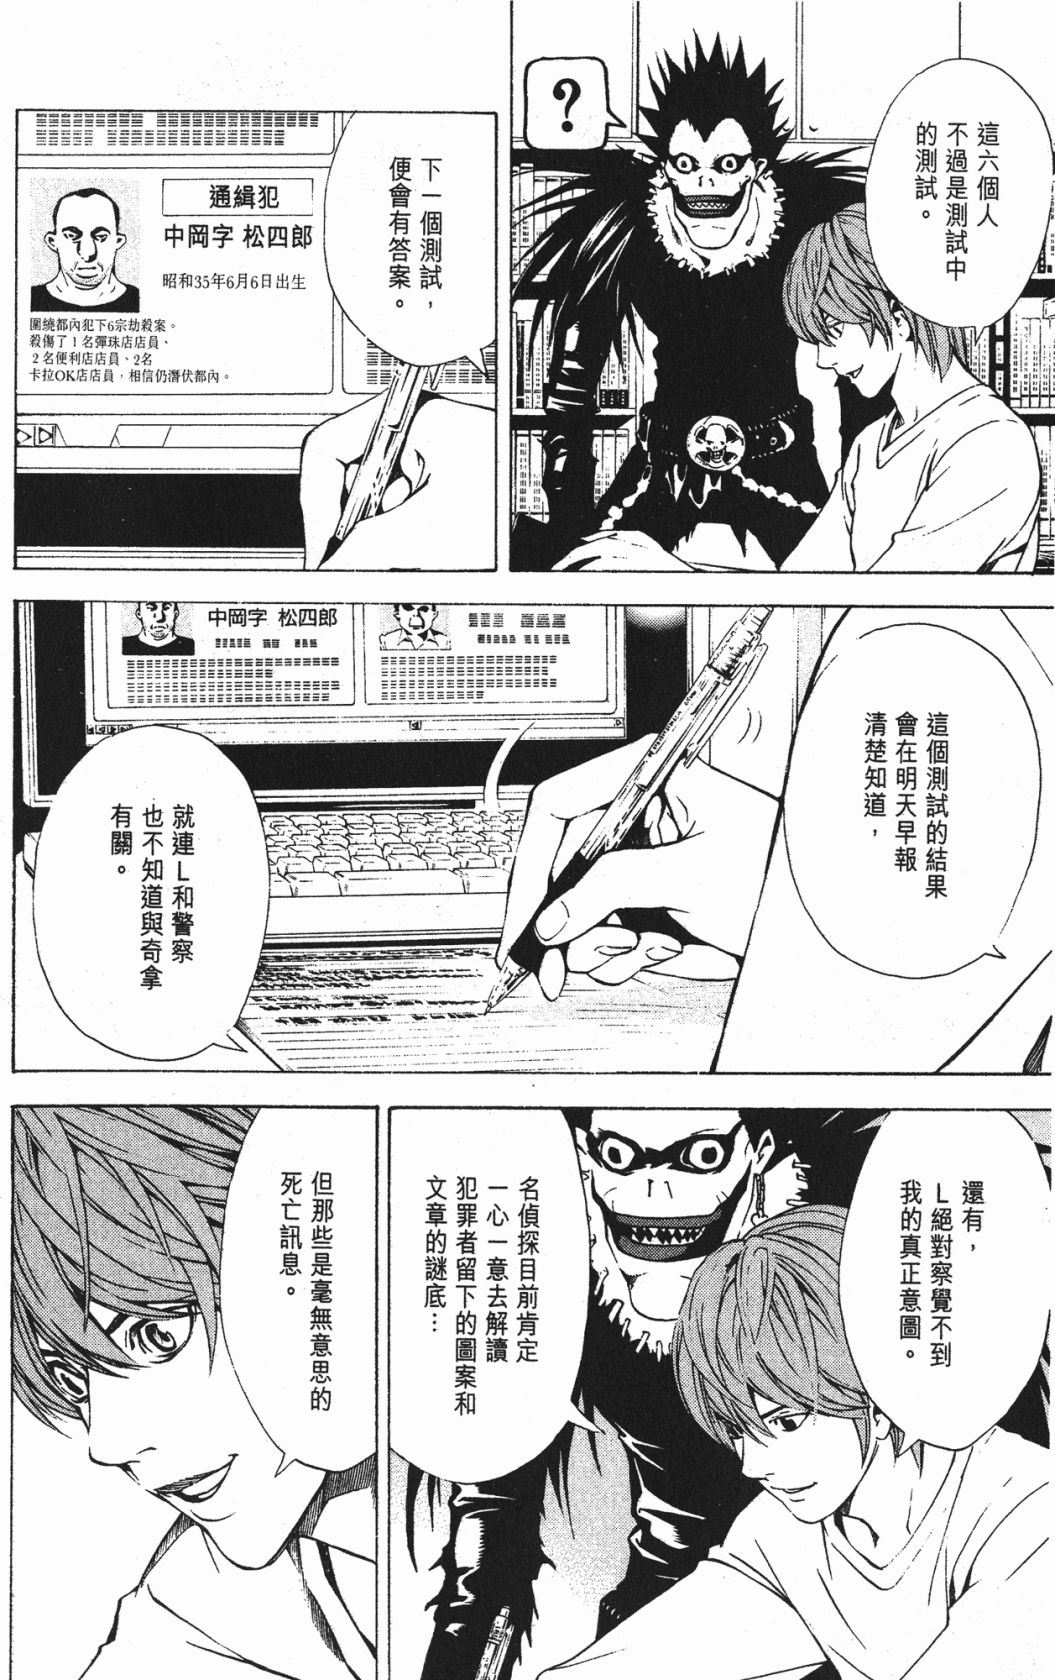 這六個人
不過是測試中
的測試。
?
下一個測試，
便會有答案。
通緝犯
中岡字 松四郎
昭和35年6月6日出生
圍繞都內犯下6宗劫殺案。
殺傷了1名彈珠店店員、
2名便利店店員、2名
卡拉OK店店員，相信仍潛伏都內。
這個測試的結果
會在明天早報
清楚知道，
中岡字 松四郎
就連L和警察
也不知道與奇拿
有關。
還有，
L絕對察覺不到
我的真正意圖。
名偵探目前肯定
一心一意去解讀
犯罪者留下的圖案和
文章的謎底…
但那些是毫無意思的
死亡訊息。